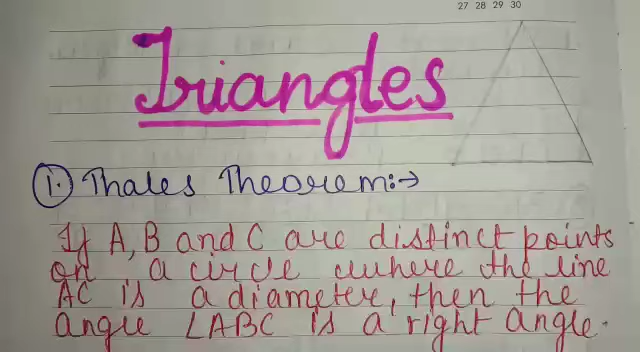 27 28 29 30
Triangles
1. Thales Theorem:→
If A, B and C are distinct points
on a circle where the line
AC is a diameter, then the
angle ∠ABC is a right angle.